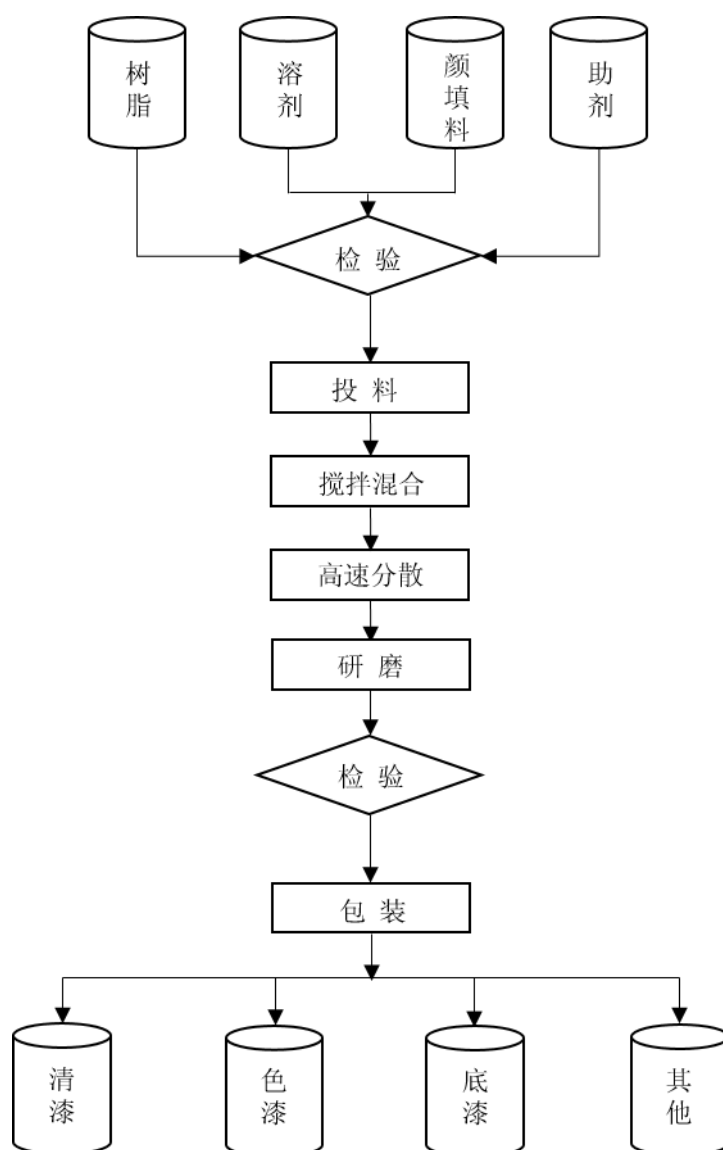 树脂
溶剂
颜填料
助剂
检 验
投 料
搅拌混合
高速分散
研 磨
检 验
包 装
清漆
色漆
底漆
其他